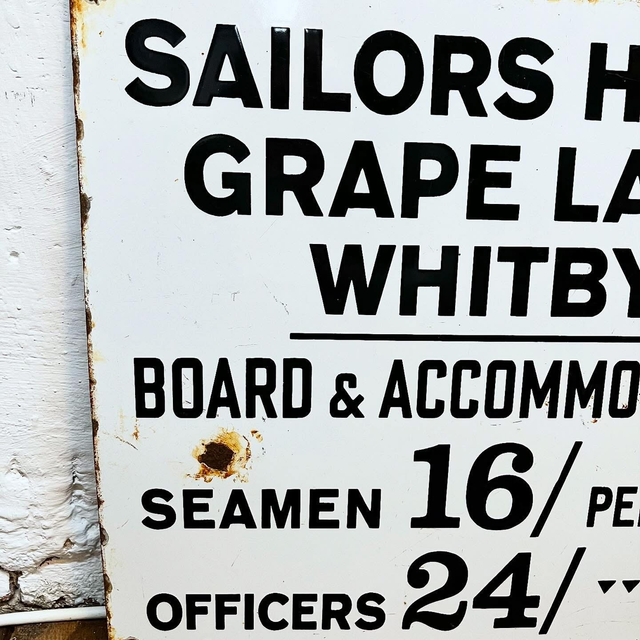 SAILORS H
GRAPE LA
WHITBY
BOARD & ACCOMMO
SEAMEN 16/ PE
OFFICERS 24/ "